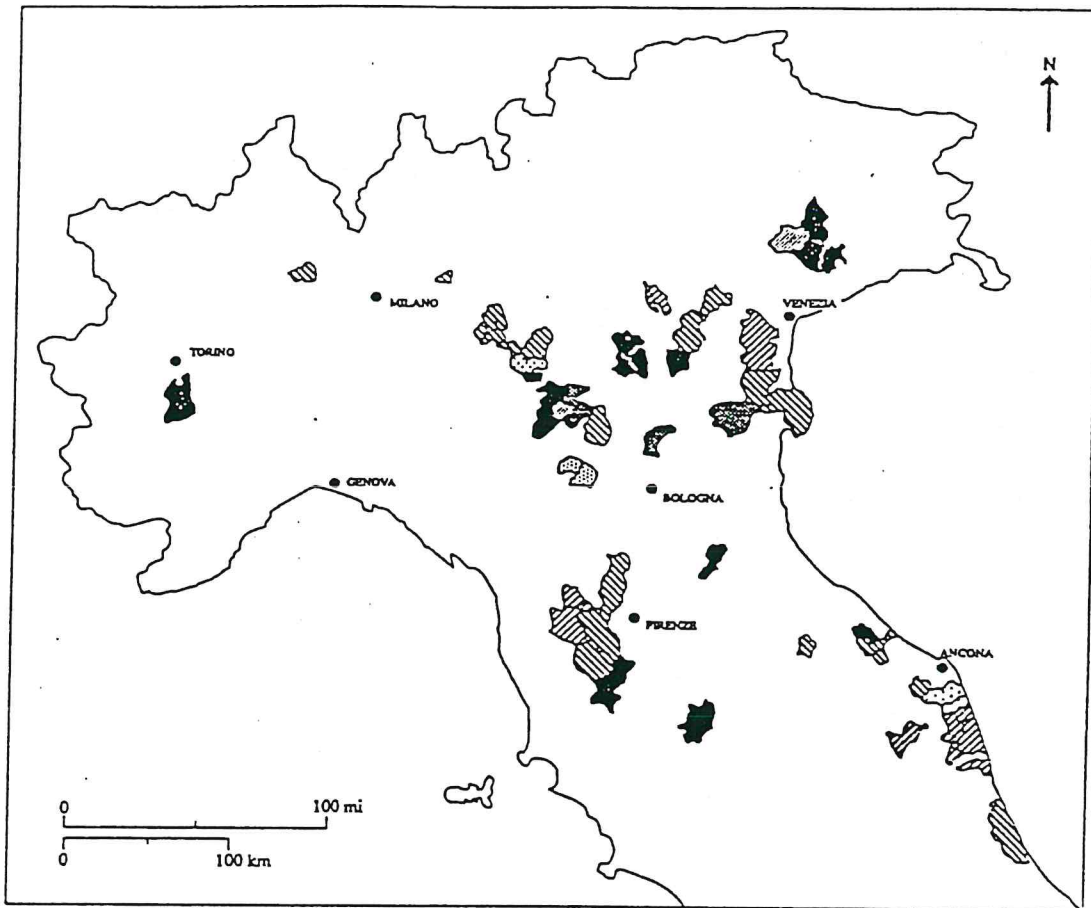 N
MILANO
VENEZIA
TORINO
GENOVA
BOLOGNA
FIRENZE
ANCONA
0 100 mi
0 100 km